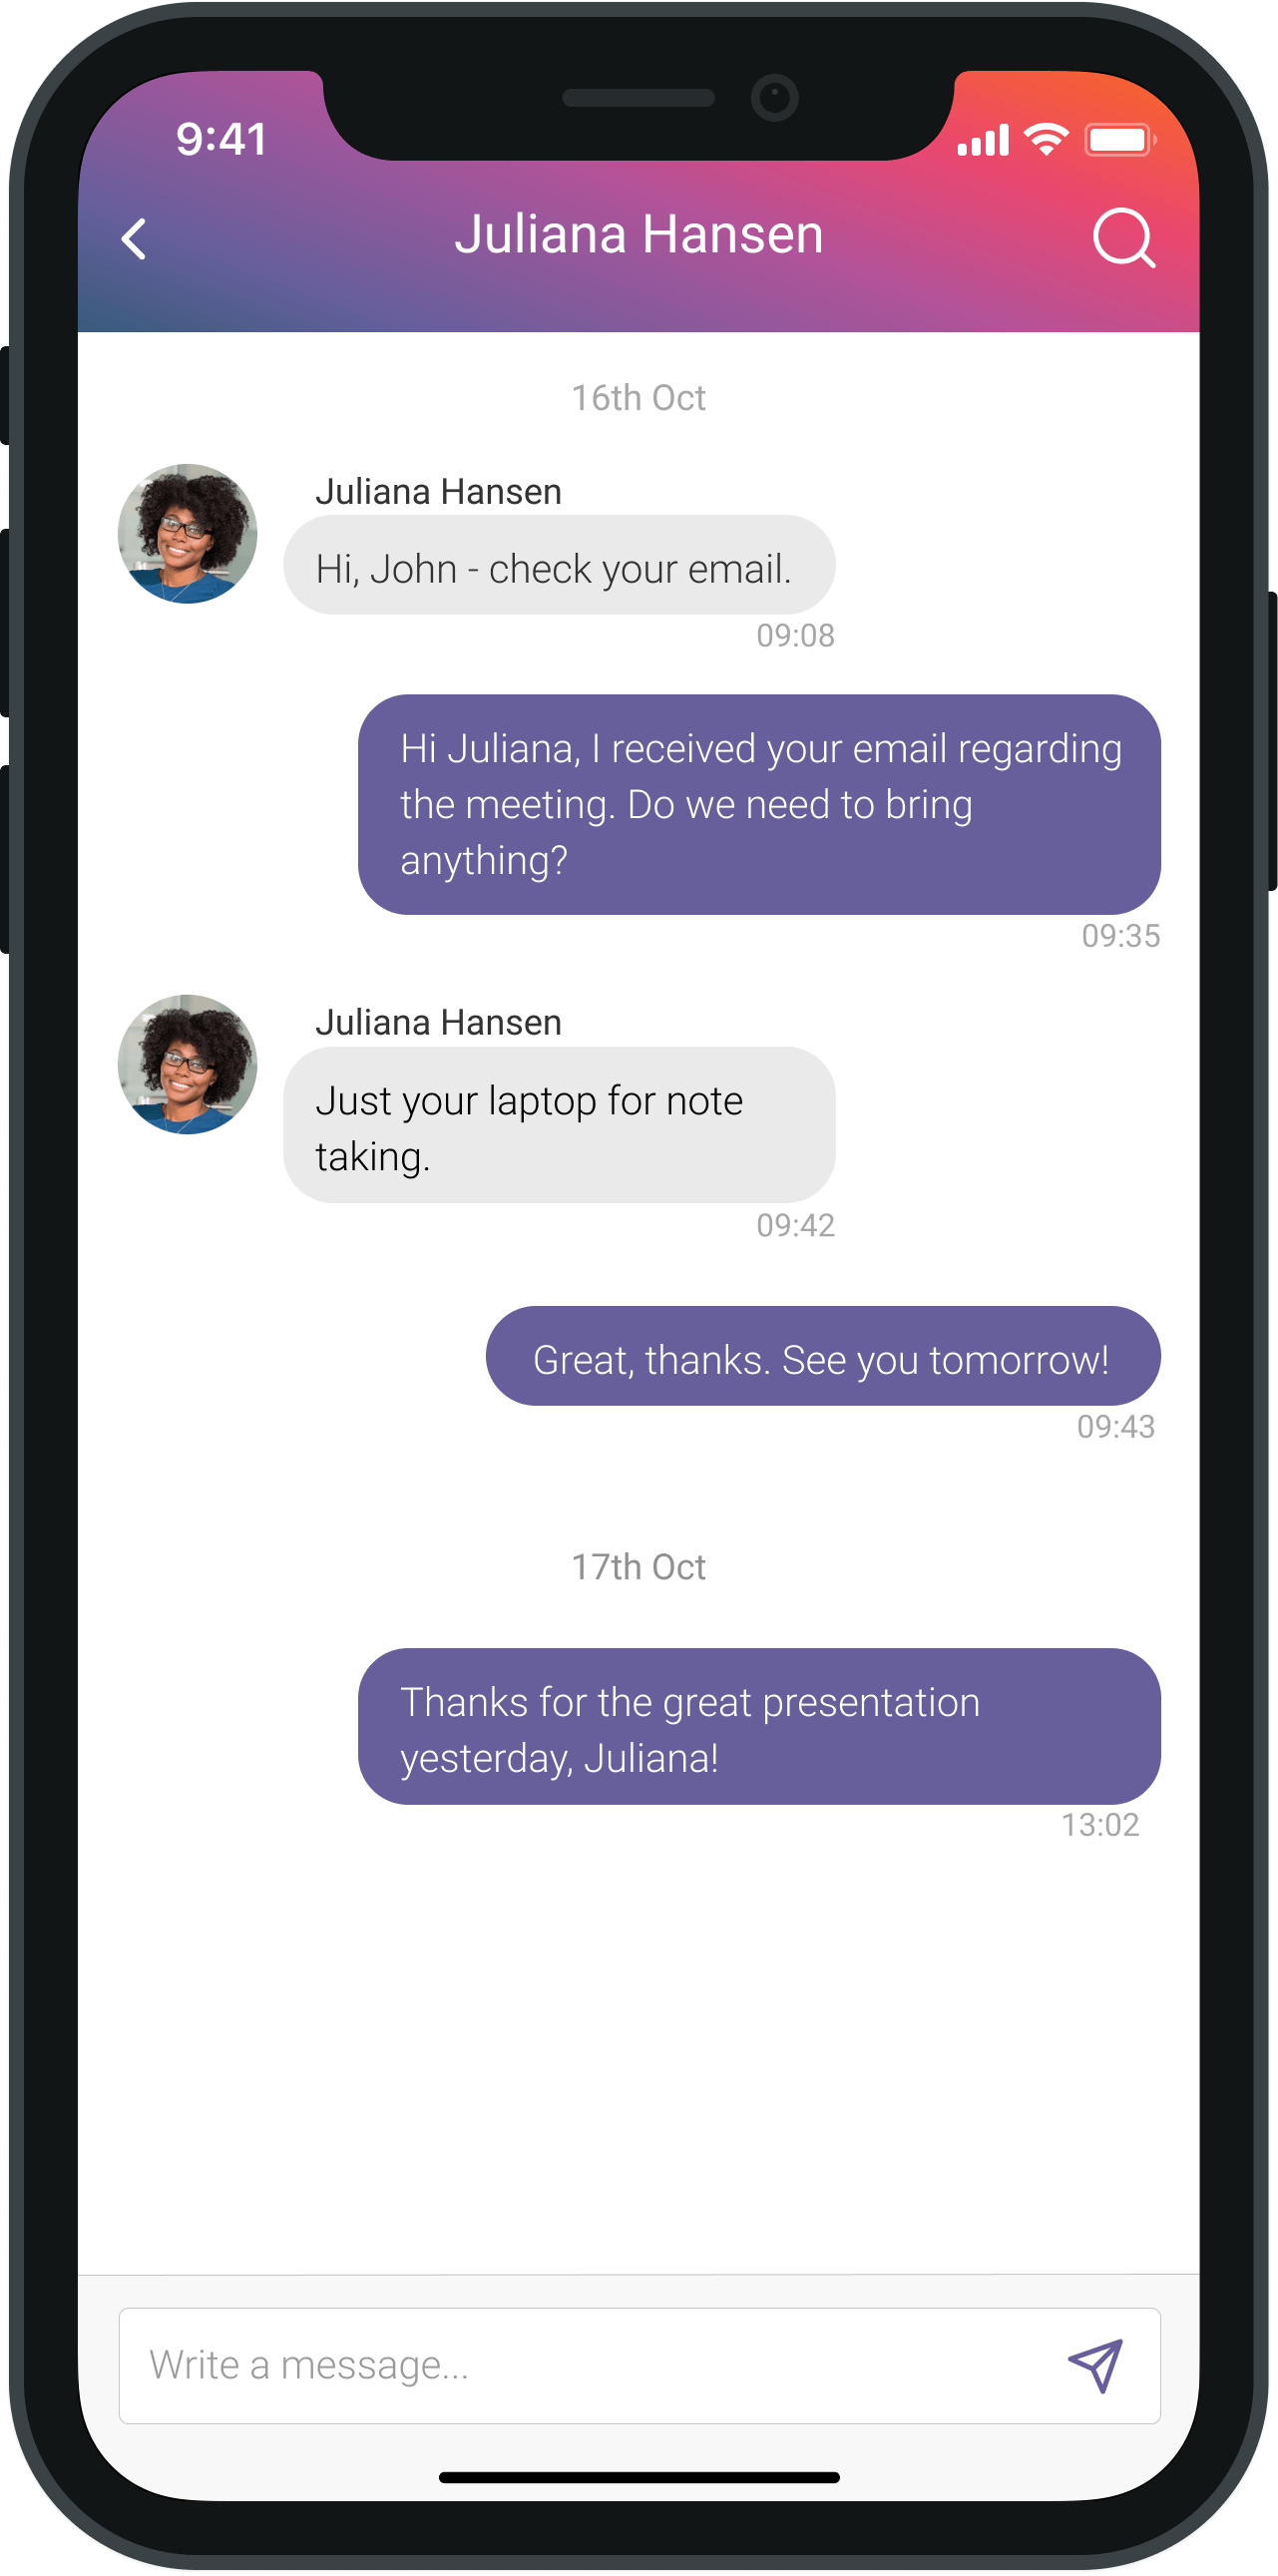 9:41
Juliana Hansen
16th Oct
Juliana Hansen
Hi, John - check your email.
09:08
Hi Juliana, I received your email regarding
the meeting. Do we need to bring
anything?
09:35
Juliana Hansen
Just your laptop for note
taking.
09:42
Great, thanks. See you tomorrow!
09:43
17th Oct
Thanks for the great presentation
yesterday, Juliana!
13:02
Write a message...